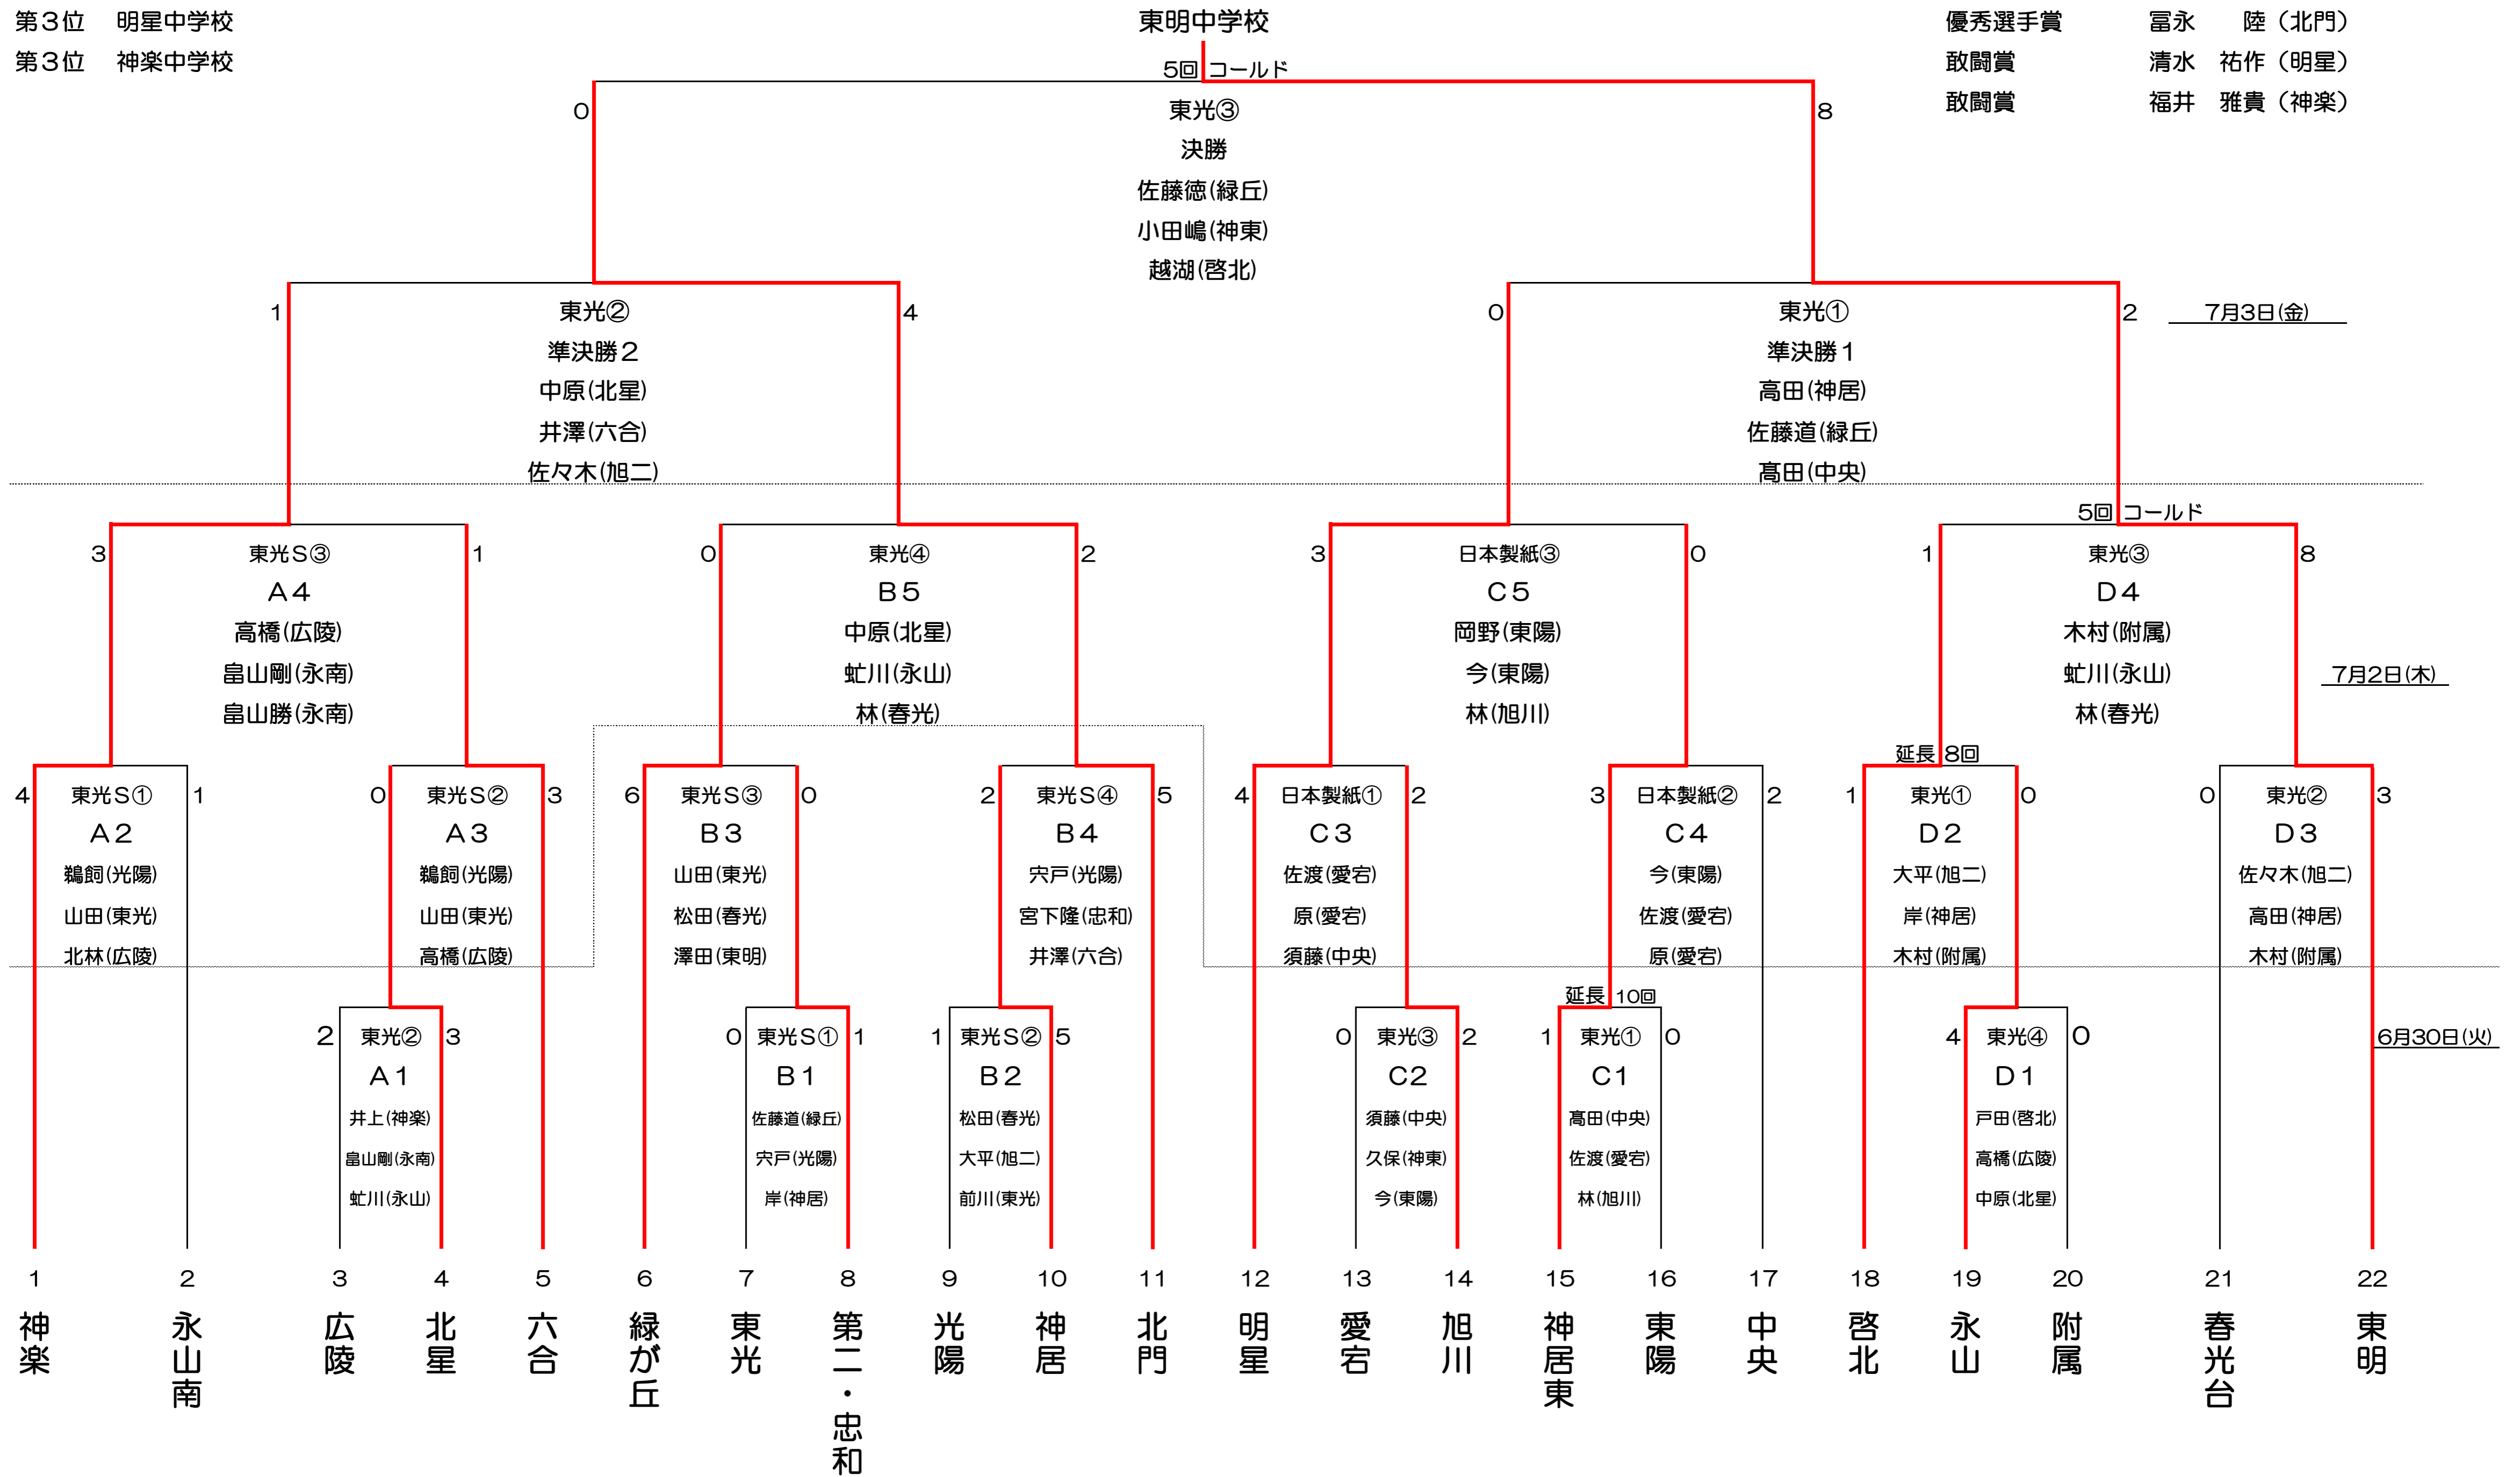 第３位　明星中学校
第３位　神楽中学校
東明中学校
優秀選手賞　冨永　陸（北門）
敢闘賞　清水　祐作（明星）
敢闘賞　福井　雅貴（神楽）
5回 コールド
0 東光③ 8
決勝
佐藤徳(緑丘)
小田嶋(神東)
越湖(啓北)
1 東光② 4
準決勝２
中原(北星)
井澤(六合)
佐々木(旭二)
0 東光① 2
準決勝１
高田(神居)
佐藤道(緑丘)
髙田(中央)
7月3日(金)
3 東光Ｓ③ 1
Ａ４
高橋(広陵)
畠山剛(永南)
畠山勝(永南)
0 東光④ 2
Ｂ５
中原(北星)
虻川(永山)
林(春光)
3 日本製紙③ 0
Ｃ５
岡野(東陽)
今(東陽)
林(旭川)
5回 コールド
1 東光③ 8
Ｄ４
木村(附属)
虻川(永山)
林(春光)
7月2日(木)
4 東光Ｓ① 1
Ａ２
鵜飼(光陽)
山田(東光)
北林(広陵)
0 東光Ｓ② 3
Ａ３
鵜飼(光陽)
山田(東光)
高橋(広陵)
6 東光Ｓ③ 0
Ｂ３
山田(東光)
松田(春光)
澤田(東明)
2 東光Ｓ④ 5
Ｂ４
宍戸(光陽)
宮下隆(忠和)
井澤(六合)
4 日本製紙① 2
Ｃ３
佐渡(愛宕)
原(愛宕)
須藤(中央)
3 日本製紙② 2
Ｃ４
今(東陽)
佐渡(愛宕)
原(愛宕)
延長 8回
1 東光① 0
Ｄ２
大平(旭二)
岸(神居)
木村(附属)
0 東光② 3
Ｄ３
佐々木(旭二)
高田(神居)
木村(附属)
2 東光② 3
Ａ１
井上(神楽)
畠山剛(永南)
虻川(永山)
0 東光Ｓ① 1
Ｂ１
佐藤道(緑丘)
宍戸(光陽)
岸(神居)
1 東光Ｓ② 5
Ｂ２
松田(春光)
大平(旭二)
前川(東光)
0 東光③ 2
Ｃ２
須藤(中央)
久保(神東)
今(東陽)
延長 10回
1 東光① 0
Ｃ１
髙田(中央)
佐渡(愛宕)
林(旭川)
4 東光④ 0
Ｄ１
戸田(啓北)
高橋(広陵)
中原(北星)
6月30日(火)
1 2 3 4 5 6 7 8 9 10 11 12 13 14 15 16 17 18 19 20 21 22
神楽
永山南
広陵
北星
六合
緑が丘
東光
第二・忠和
光陽
神居
北門
明星
愛宕
旭川
神居東
東陽
中央
啓北
永山
附属
春光台
東明